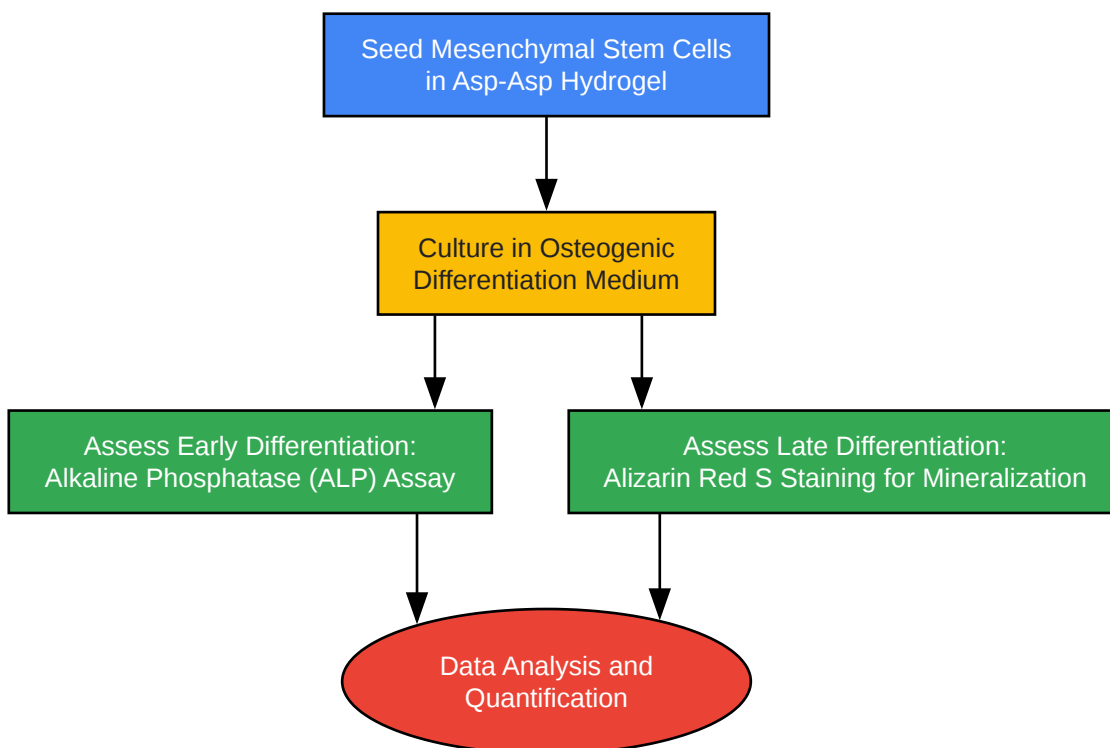 Seed Mesenchymal Stem Cells
in Asp-Asp Hydrogel
Culture in Osteogenic
Differentiation Medium
Assess Early Differentiation:
Alkaline Phosphatase (ALP) Assay
Assess Late Differentiation:
Alizarin Red S Staining for Mineralization
Data Analysis and
Quantification